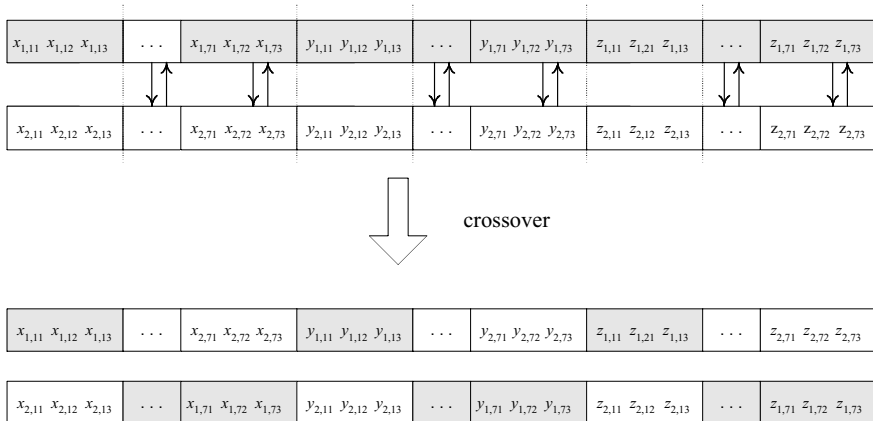 x1,11 x1,12 x1,13 ... x1,71 x1,72 x1,73 y1,11 y1,12 y1,13 ... y1,71 y1,72 y1,73 z1,11 z1,21 z1,13 ... z1,71 z1,72 z1,73
x2,11 x2,12 x2,13 ... x2,71 x2,72 x2,73 y2,11 y2,12 y2,13 ... y2,71 y2,72 y2,73 z2,11 z2,12 z2,13 ... z2,71 z2,72 z2,73
crossover
x1,11 x1,12 x1,13 ... x2,71 x2,72 x2,73 y1,11 y1,12 y1,13 ... y2,71 y2,72 y2,73 z1,11 z1,21 z1,13 ... z2,71 z2,72 z2,73
x2,11 x2,12 x2,13 ... x1,71 x1,72 x1,73 y2,11 y2,12 y2,13 ... y1,71 y1,72 y1,73 z2,11 z2,12 z2,13 ... z1,71 z1,72 z1,73